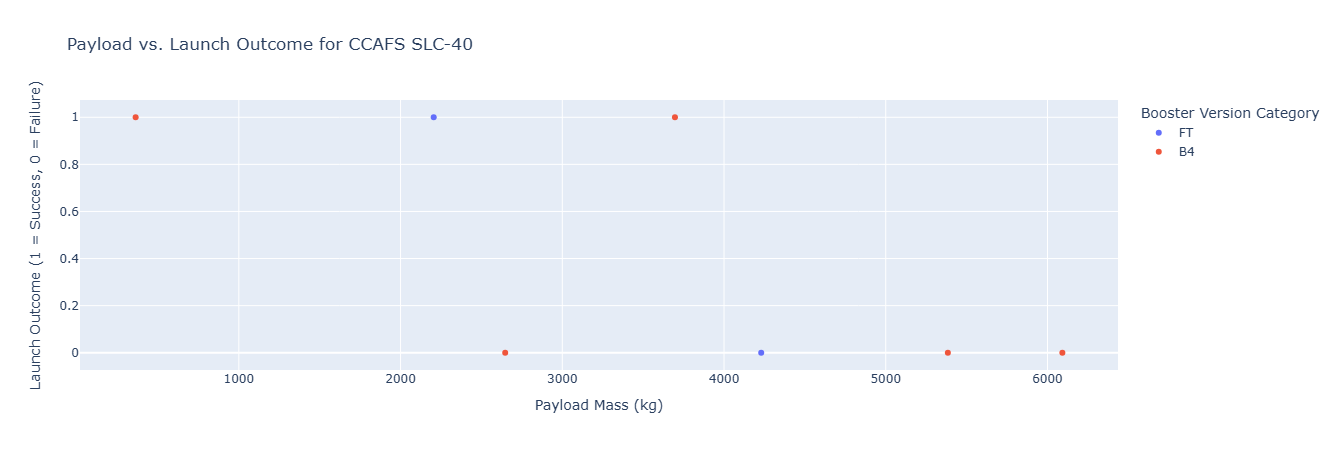 Payload vs. Launch Outcome for CCAFS SLC-40
Launch Outcome (1 = Success, 0 = Failure)
1
0.8
0.6
0.4
0.2
0
1000
2000
3000
4000
5000
6000
Payload Mass (kg)
Booster Version Category
FT
B4